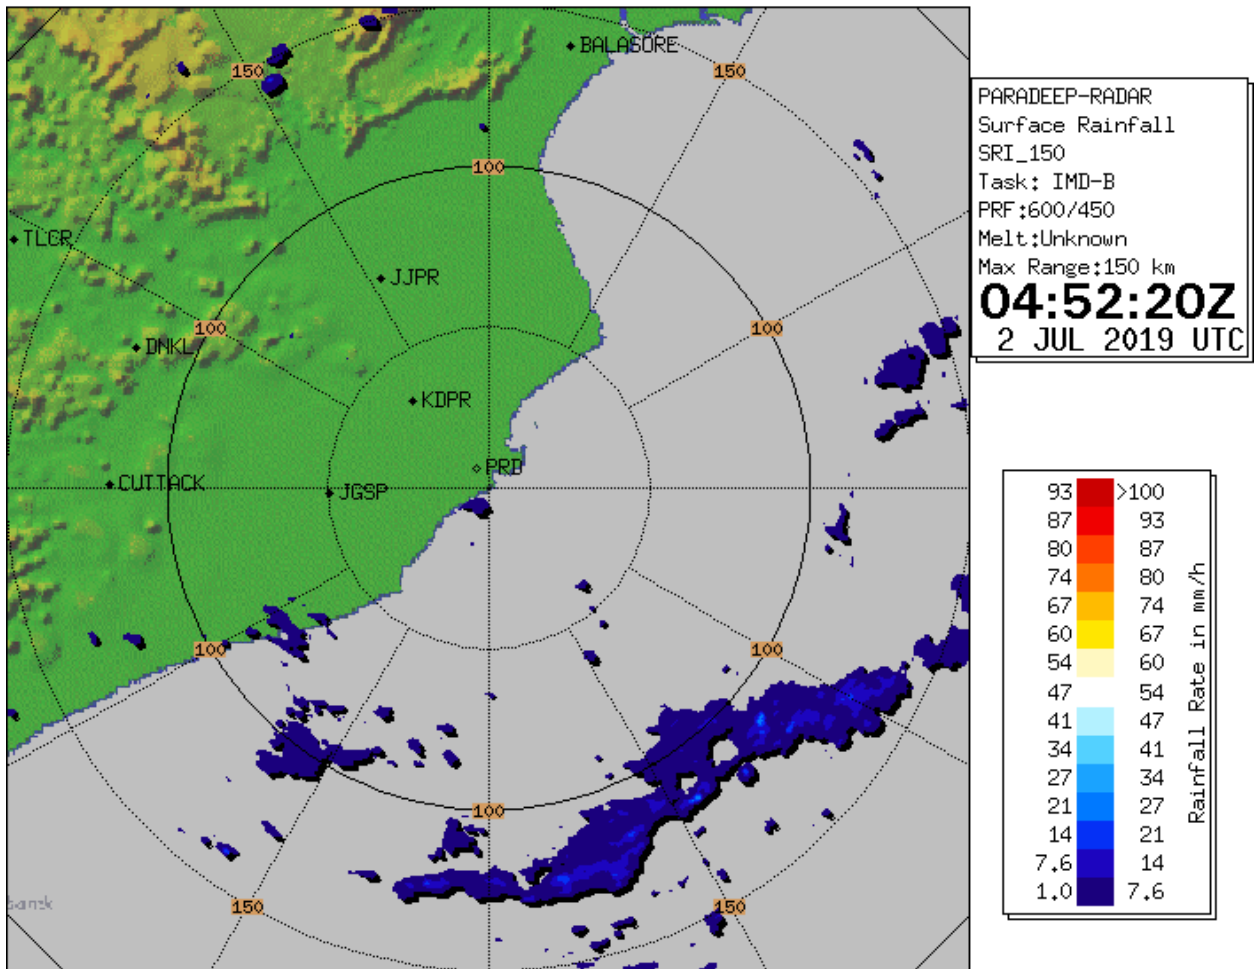 BALASORE
150
150
100
TLCR
JJPR
100
100
DNKL
KDPR
PRD
CUTTACK
JGSP
100
100
100
150
150
PARADEEP-RADAR
Surface Rainfall
SRI_150
Task: IMD-B
PRF:600/450
Melt:Unknown
Max Range:150 km
04:52:20Z
2 JUL 2019 UTC
93 >100
87 93
80 87
74 80
67 74
60 67
54 60
47 54
41 47
34 41
27 34
21 27
14 21
7.6 14
1.0 7.6
Rainfall Rate in mm/h